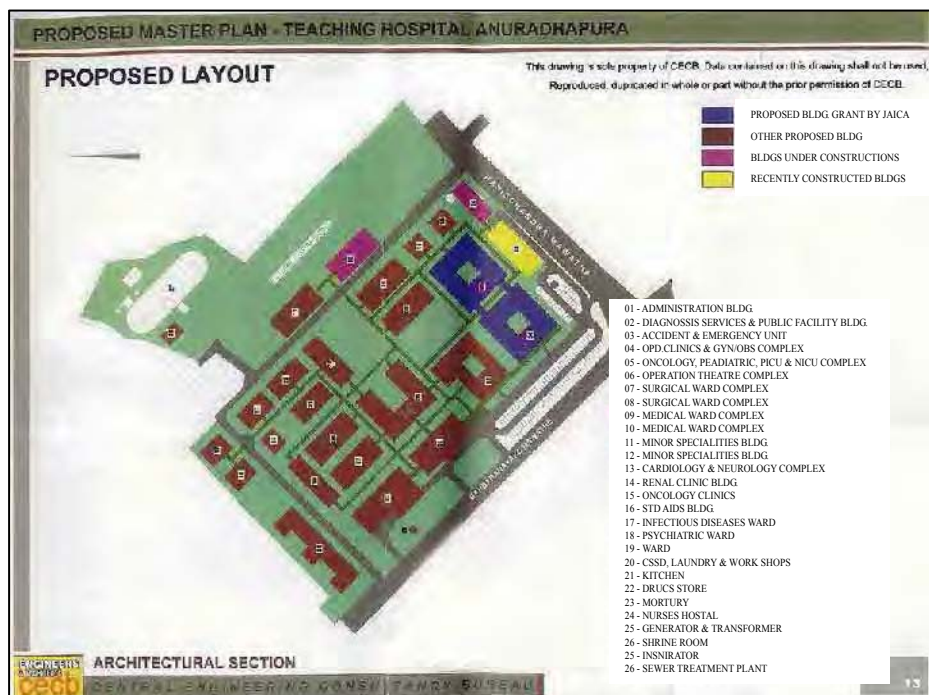 PROPOSED MASTER PLAN - TEACHING HOSPITAL ANURADHAPURA
PROPOSED LAYOUT
This drawing is sole property of CECB. Data contained on this drawing shall not be used,
Reproduced, duplicated in whole or part without the prior permission of CECB.
PROPOSED BLDG GRANT BY JAICA
OTHER PROPOSED BLDG
BLDGS UNDER CONSTRUCTIONS
RECENTLY CONSTRUCTED BLDGS
01 - ADMINISTRATION BLDG.
02 - DIAGNOSSIS SERVICES & PUBLIC FACILITY BLDG.
03 - ACCIDENT & EMERGENCY UNIT
04 - OPD.CLINICS & GYN/OBS COMPLEX
05 - ONCOLOGY, PEADIATRIC, PICU & NICU COMPLEX
06 - OPERATION THEATRE COMPLEX
07 - SURGICAL WARD COMPLEX
08 - SURGICAL WARD COMPLEX
09 - MEDICAL WARD COMPLEX
10 - MEDICAL WARD COMPLEX
11 - MINOR SPECIALITIES BLDG.
12 - MINOR SPECIALITIES BLDG.
13 - CARDIOLOGY & NEUROLOGY COMPLEX
14 - RENAL CLINIC BLDG.
15 - ONCOLOGY CLINICS
16 - STD AIDS BLDG.
17 - INFECTIOUS DISEASES WARD
18 - PSYCHIATRIC WARD
19 - WARD
20 - CSSD, LAUNDRY & WORK SHOPS
21 - KITCHEN
22 - DRUCS STORE
23 - MORTURY
24 - NURSES HOSTAL
25 - GENERATOR & TRANSFORMER
26 - SHRINE ROOM
25 - INSNIRATOR
26 - SEWER TREATMENT PLANT
ENGINEERS
cecb
ARCHITECTURAL SECTION
CENTRAL ENGINEERING CONSULTANCY BUREAU
13